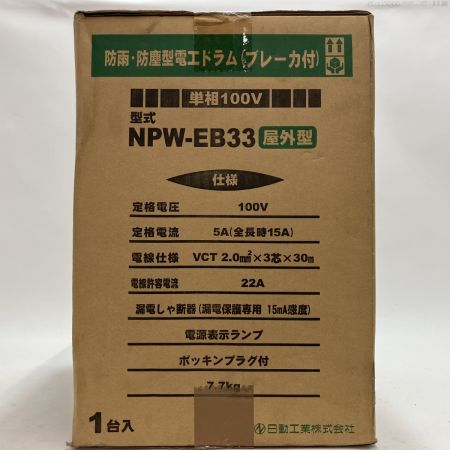 防雨・防塵型電工ドラム(ブレーカ付)
単相100V
型式
NPW-EB33 屋外型
仕様
定格電圧 100V
定格電流 5A(全長時15A)
電線仕様 VCT 2.0㎟×3芯×30m
電線許容電流 22A
漏電しゃ断器(漏電保護専用 15mA感度)
電源表示ランプ
ポッキンプラグ付
7.7kg
1台入
日動工業株式会社